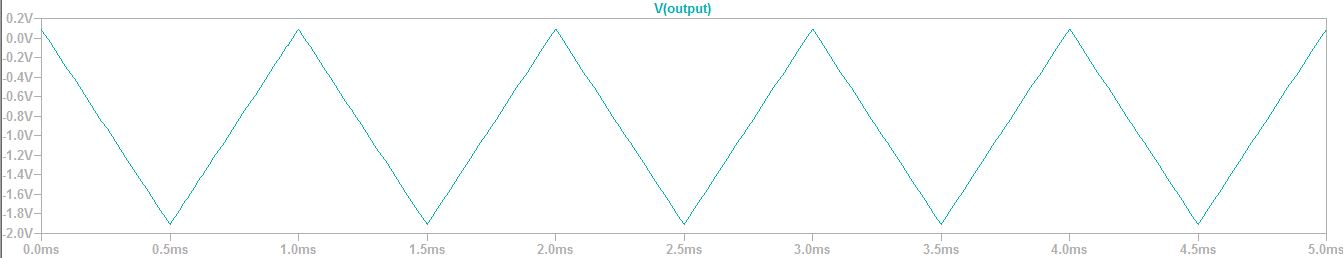 V(output)
0.2V
0.0V
-0.2V
-0.4V
-0.6V
-0.8V
-1.0V
-1.2V
-1.4V
-1.6V
-1.8V
-2.0V
0.0ms 0.5ms 1.0ms 1.5ms 2.0ms 2.5ms 3.0ms 3.5ms 4.0ms 4.5ms 5.0ms